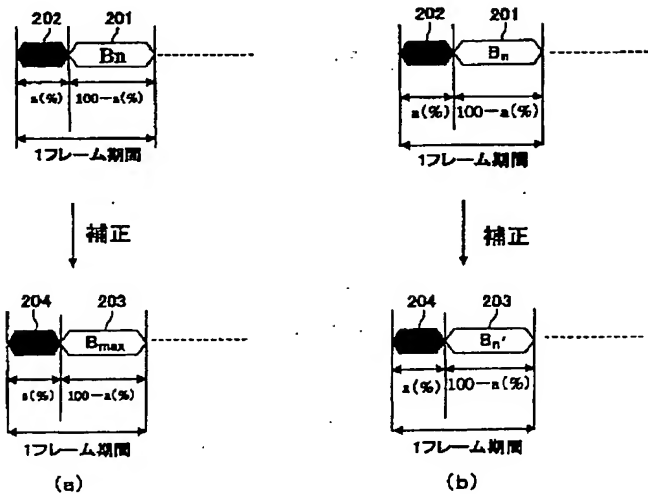 202 201
Bn
a(%) 100-a(%)
1フレーム期間
補正
204 203
Bmax
a(%) 100-a(%)
1フレーム期間
(a)
202 201
Bn
a(%) 100-a(%)
1フレーム期間
補正
204 203
Bn'
a(%) 100-a(%)
1フレーム期間
(b)